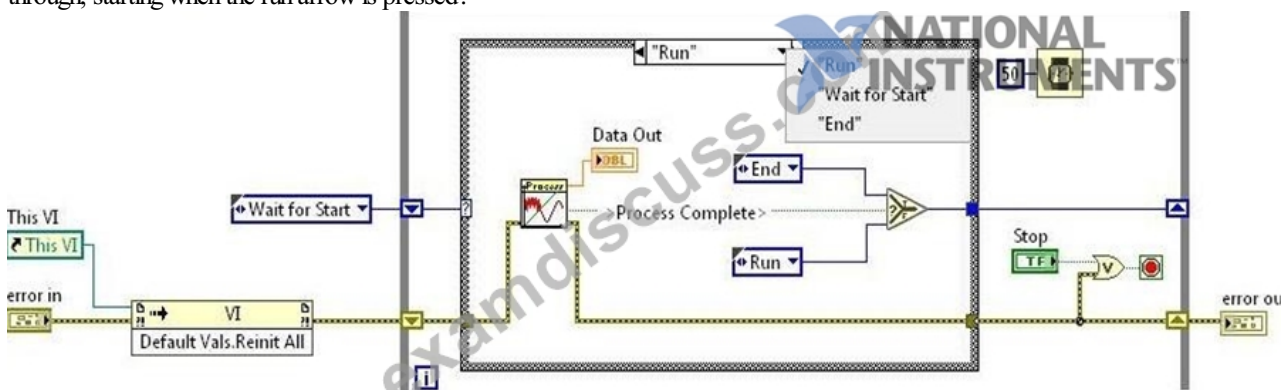 through, starting when the run arrow is pressed?
"Run"
"Run"
"Wait for Start"
"End"
50
NATIONAL
INSTRUMENTS™
Data Out
DBL
Process
End
>Process Complete>
?
Run
Wait for Start
?
This VI
This VI
error in
VI
Default Vals.Reinit All
Stop
TF
V
error ou
i
examdiscuss.com